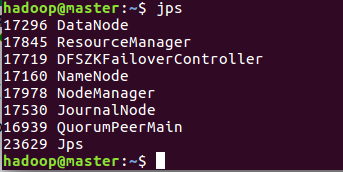 hadoop@master:~$ jps
17296 DataNode
17845 ResourceManager
17719 DFSZKFailoverController
17160 NameNode
17978 NodeManager
17530 JournalNode
16939 QuorumPeerMain
23629 Jps
hadoop@master:~$